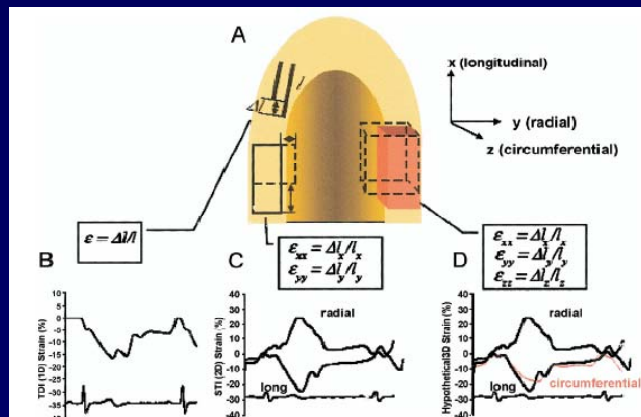 A
x (longitudinal)
y (radial)
z (circumferential)
Δl
l
ε = Δl/l
ε_xx = Δl_x/l_x
ε_yy = Δl_y/l_y
ε_xx = Δl_x/l_x
ε_yy = Δl_y/l_y
ε_zz = Δl_z/l_z
B
TDI (1D) Strain (%)
10
5
0
-5
-10
-15
-20
-25
-30
-35
C
STI (2D) Strain (%)
40
30
20
10
0
-10
-20
-30
-40
radial
long
D
Hypothetical3D Strain (%)
40
30
20
10
0
-10
-20
-30
-40
radial
long
circumferential